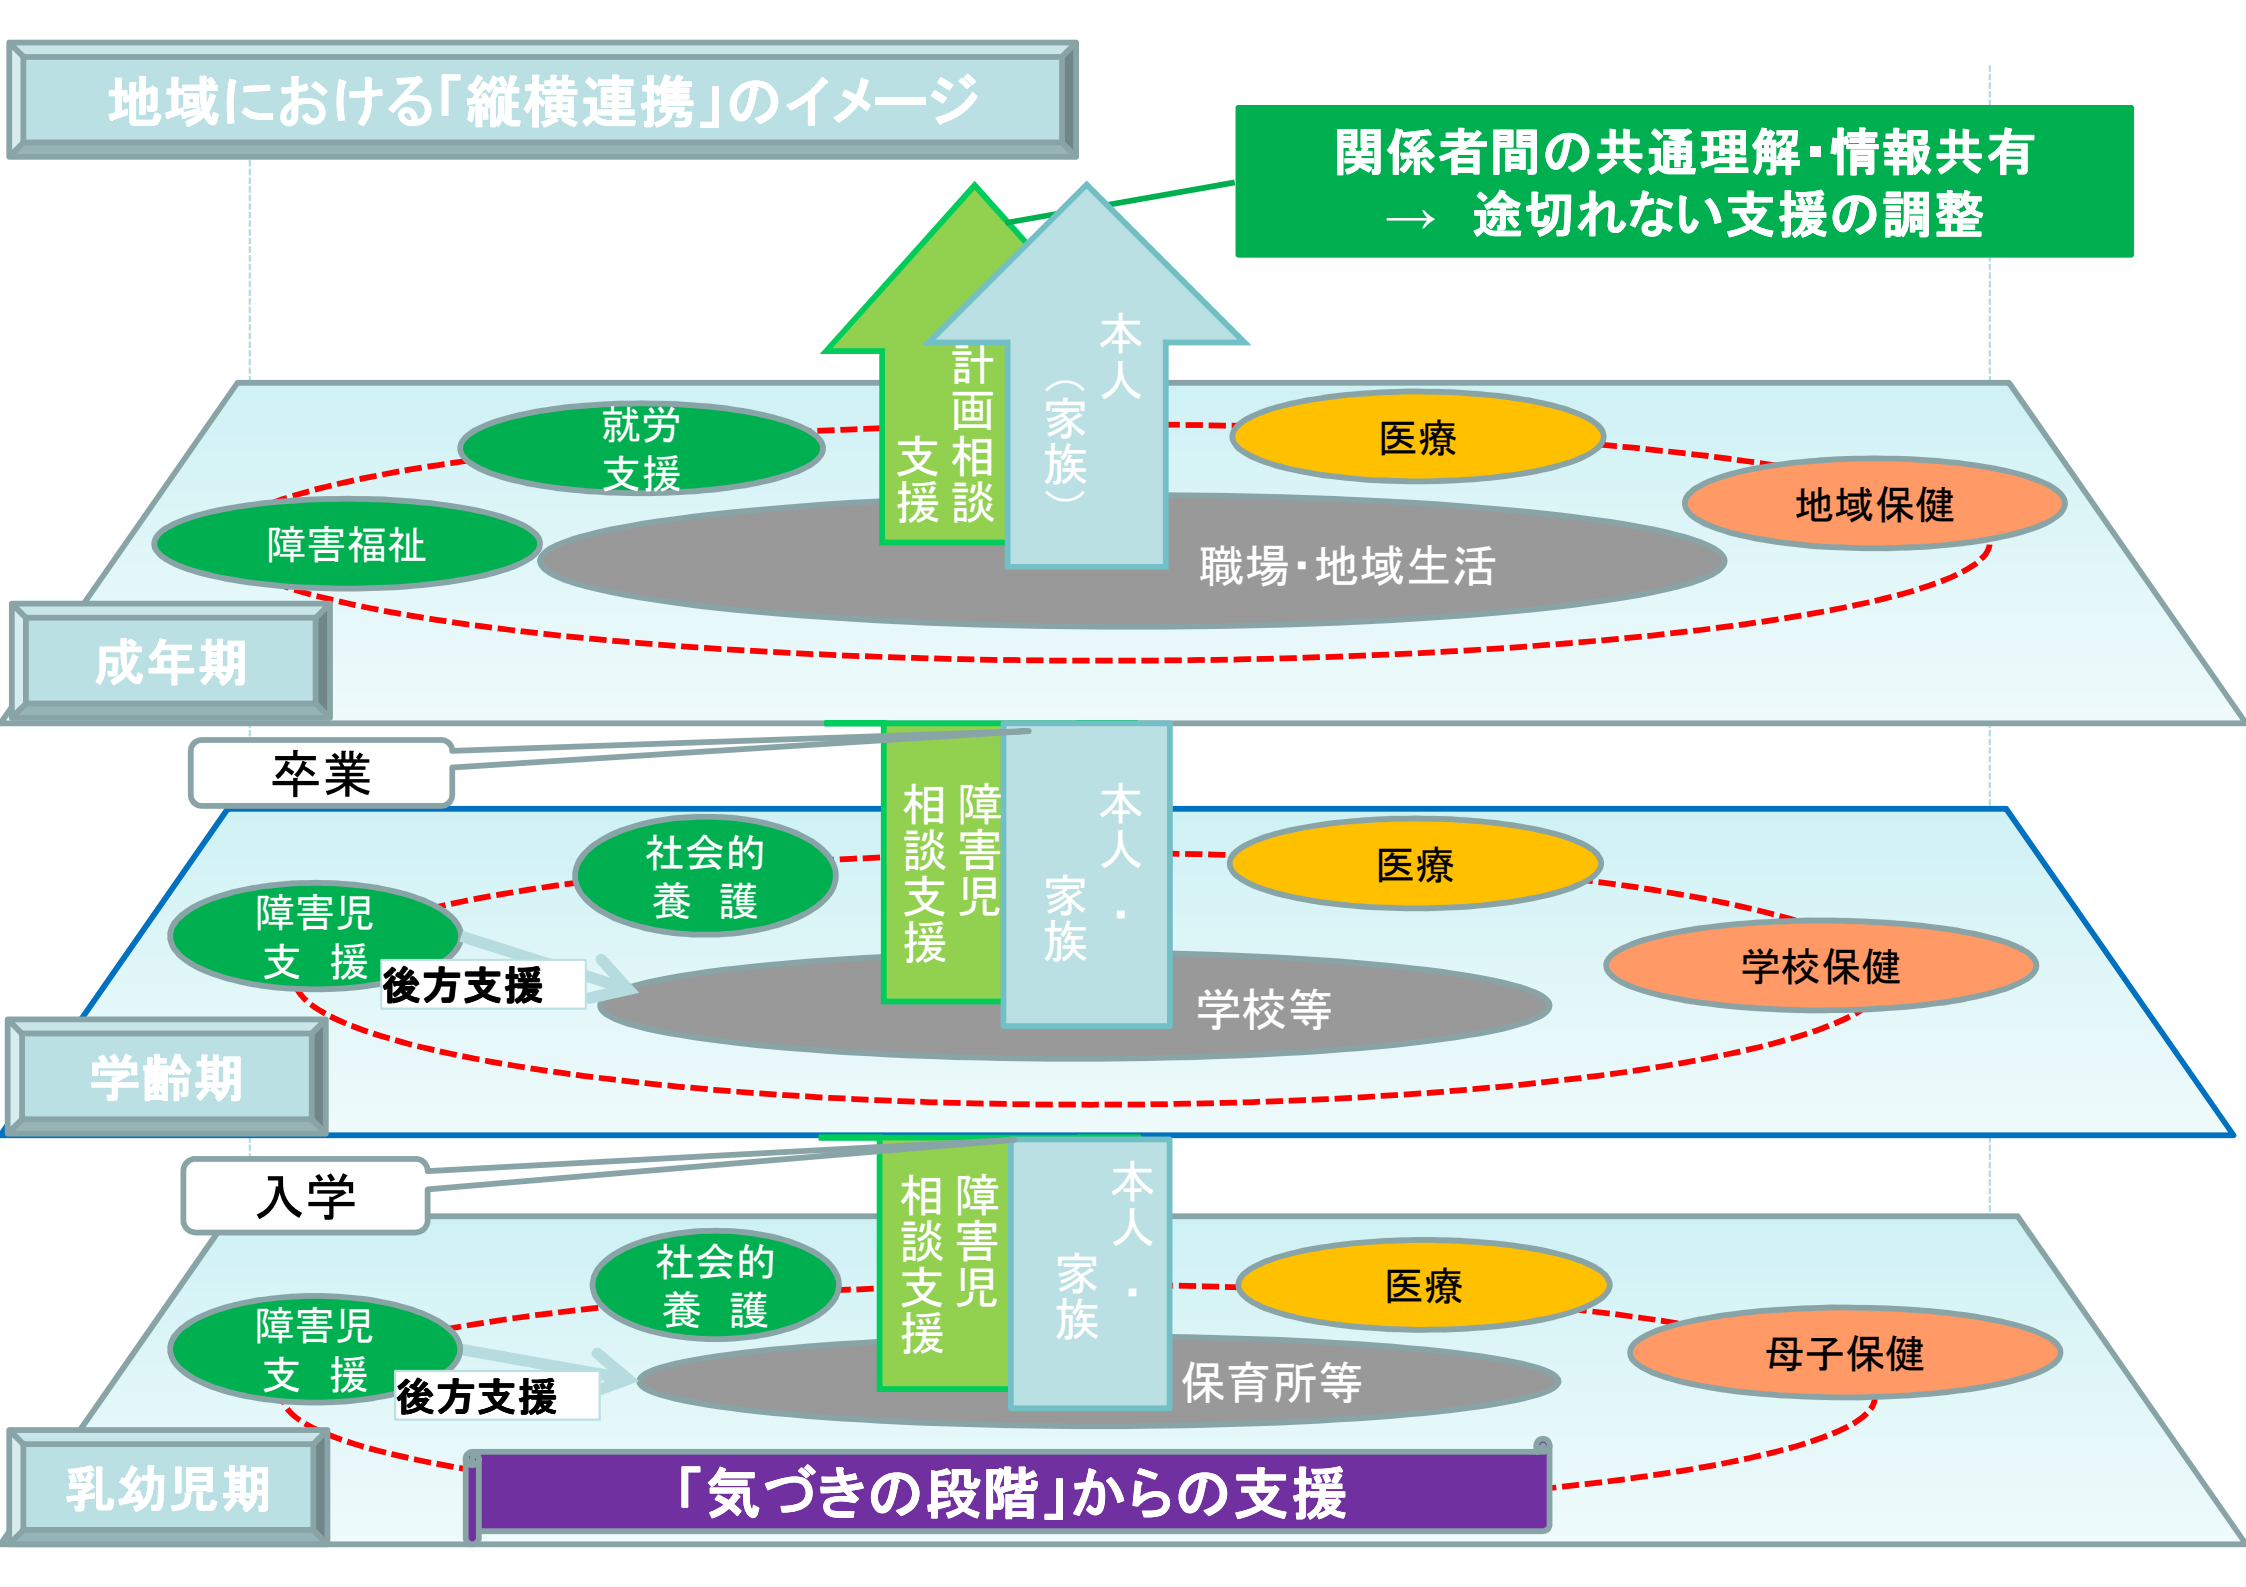 地域における「縦横連携」のイメージ
関係者間の共通理解・情報共有
→　途切れない支援の調整
計画相談
支援
本人
（家族）
就労
支援
医療
地域保健
障害福祉
職場・地域生活
成年期
卒業
障害児
相談支援
本人・
家族
社会的
養　護
医療
障害児
支　援
後方支援
学校保健
学校等
学齢期
入学
障害児
相談支援
本人・
家族
社会的
養　護
医療
障害児
支　援
後方支援
母子保健
保育所等
乳幼児期
「気づきの段階」からの支援